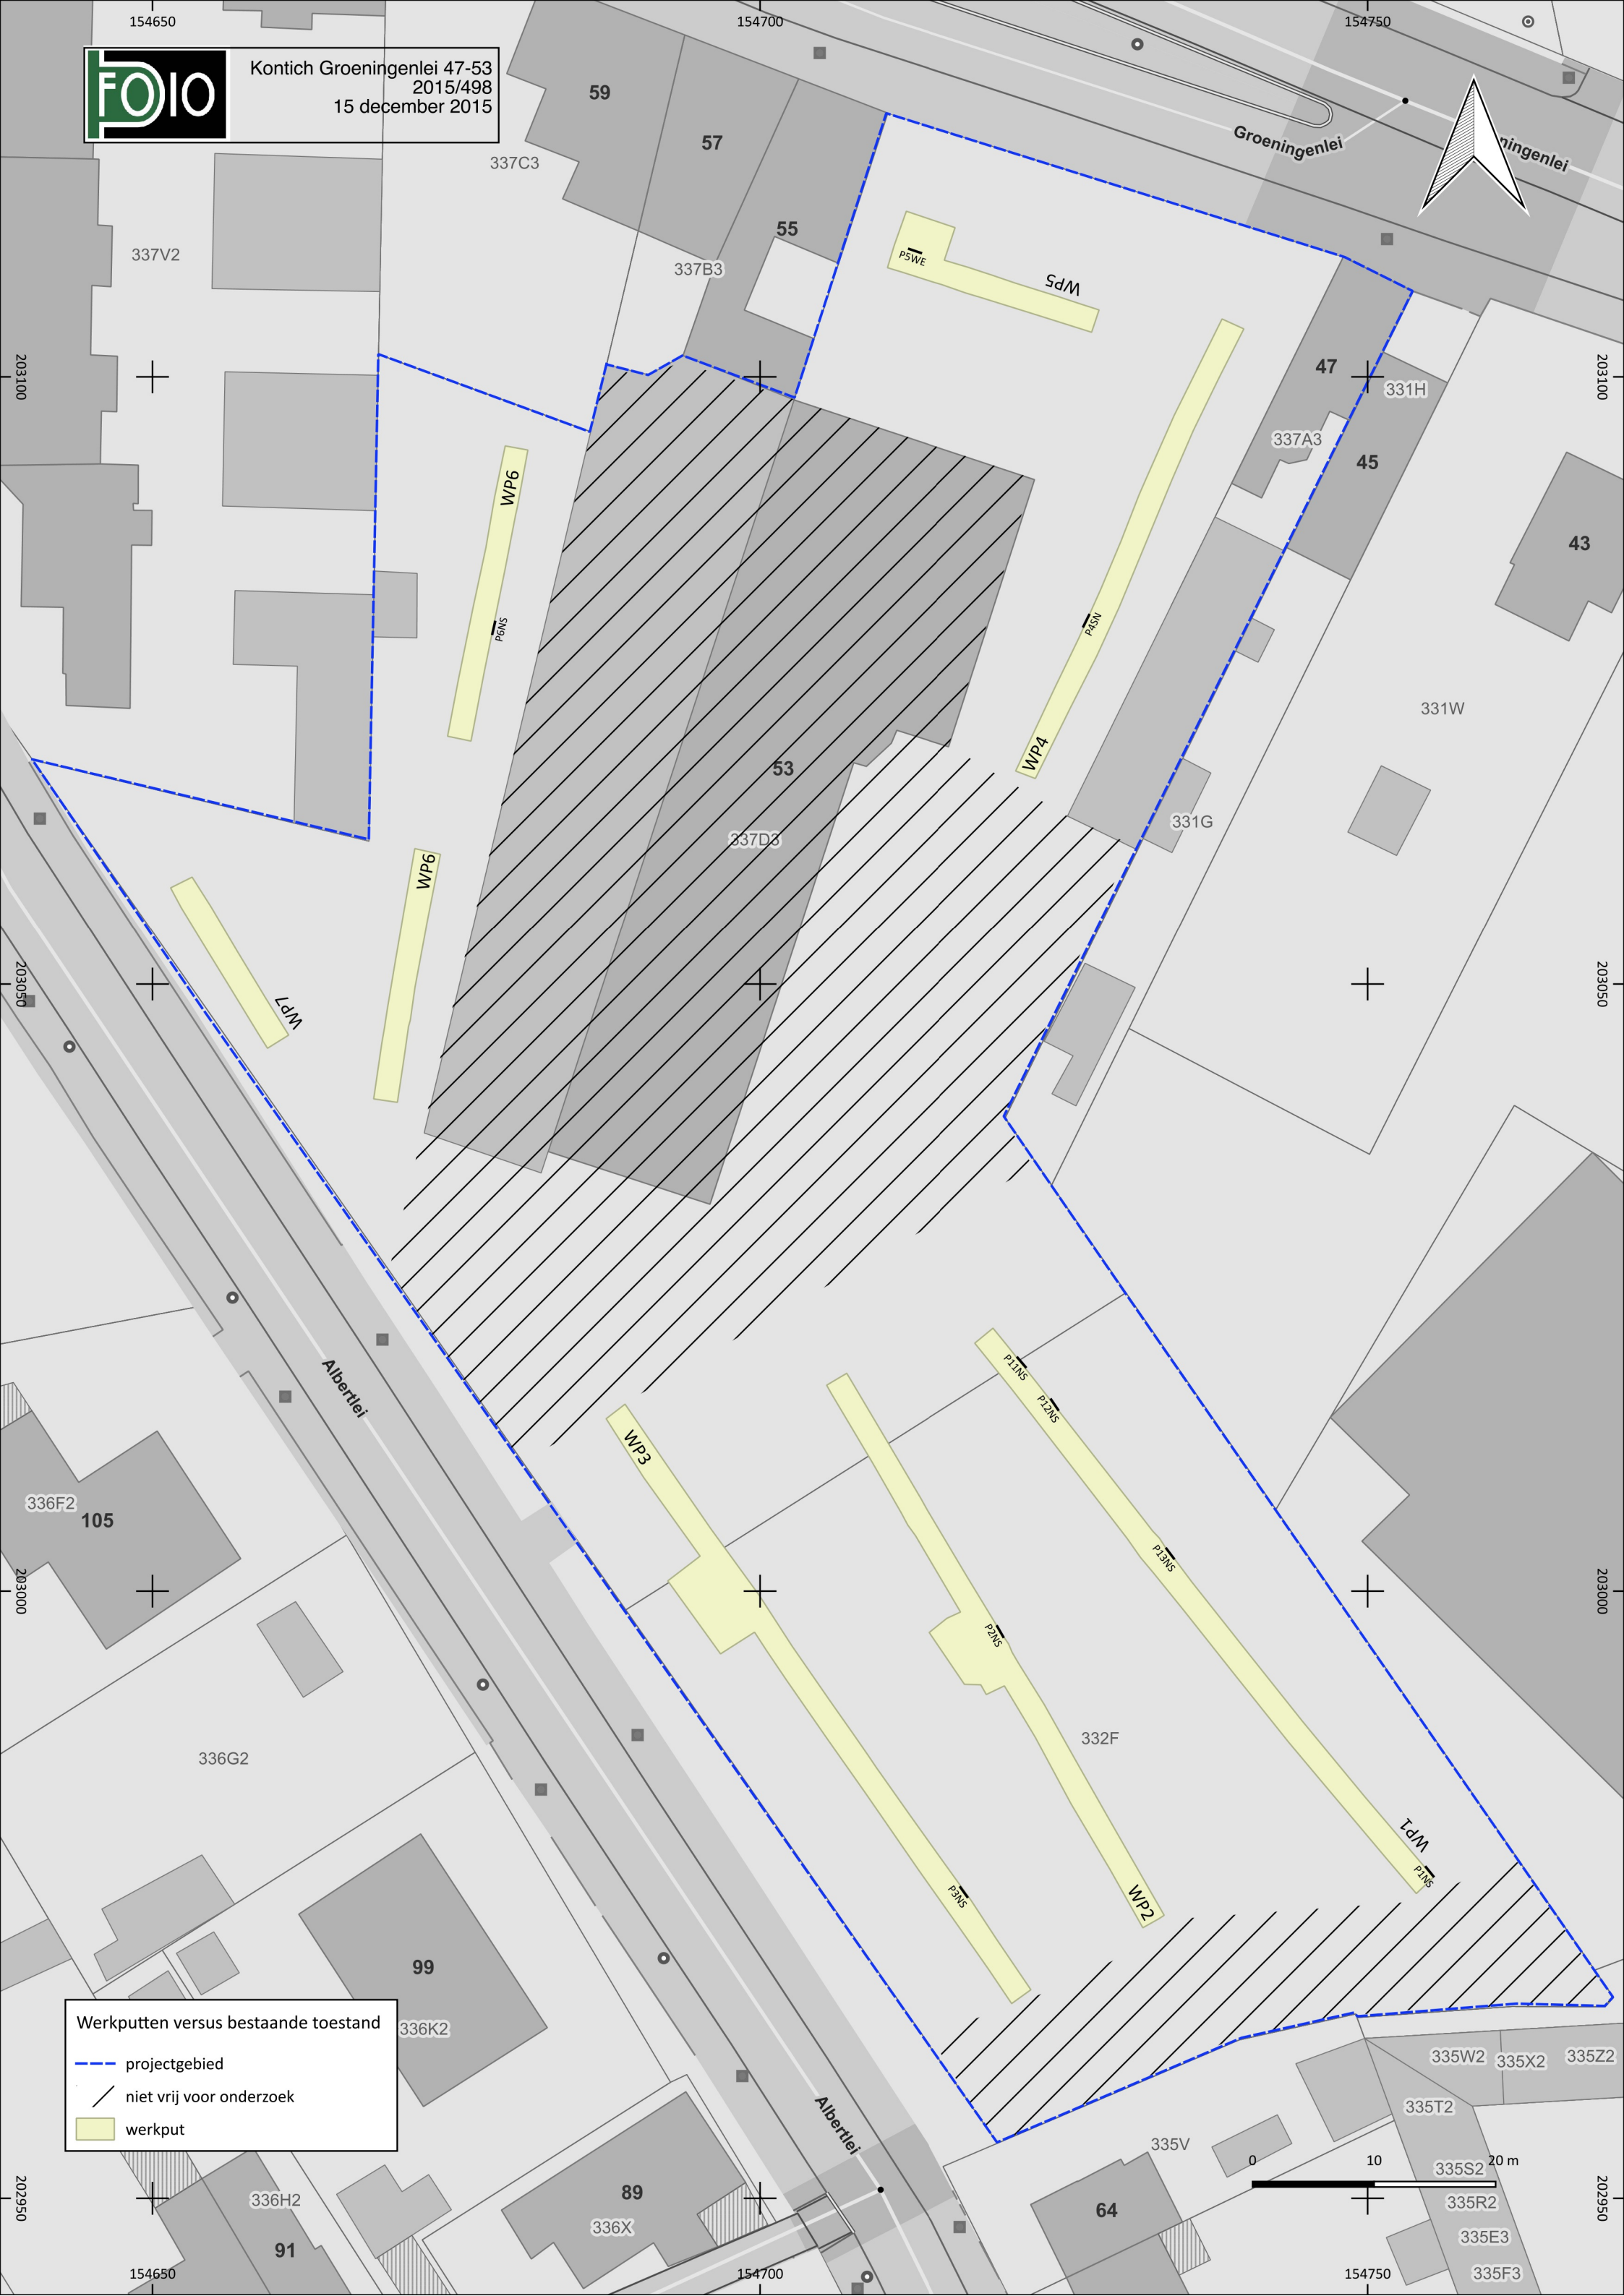 154650
154700
154750
FODIO
Kontich Groeningenlei 47-53
2015/498
15 december 2015
59
57
55
337C3
337B3
337V2
Groeningenlei
ningenlei
P5WE
WP5
203100
203100
47
331H
337A3
45
43
WP6
P6NS
P4SN
WP4
331W
53
337D3
331G
WP6
WP7
203050
203050
Albertlei
P11NS
P12NS
WP3
336F2
105
P13NS
203000
203000
P2NS
332F
336G2
WP1
P1NS
P3NS
WP2
99
336K2
Werkputten versus bestaande toestand
projectgebied
niet vrij voor onderzoek
werkput
Albertlei
335W2
335X2
335Z2
335T2
335V
0
10
20 m
335S2
335R2
335E3
335F3
202950
202950
336H2
91
89
336X
64
154650
154700
154750